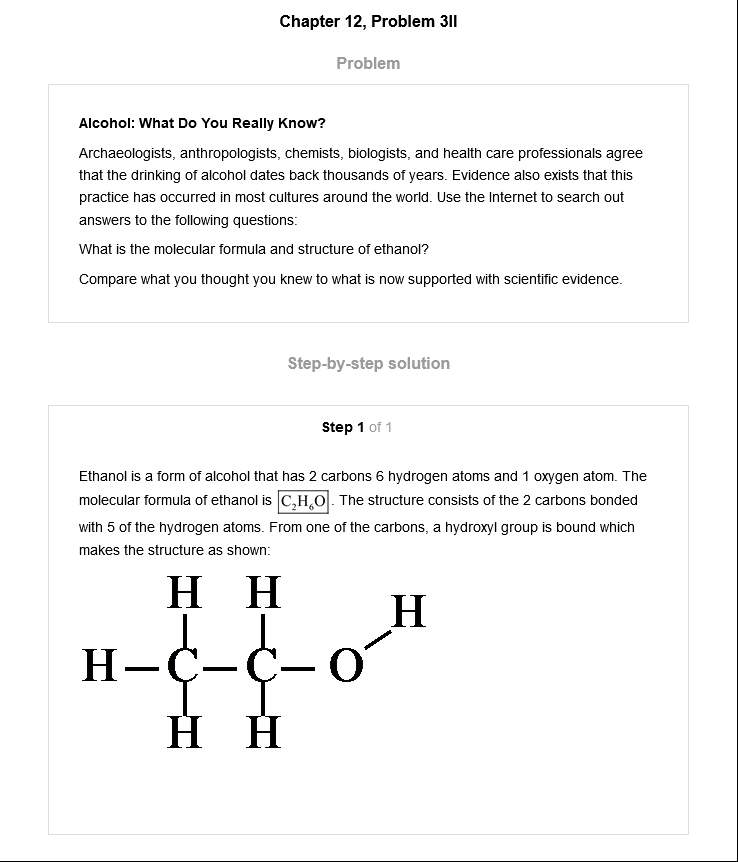 Chapter 12, Problem 3II
Problem
Alcohol: What Do You Really Know?
Archaeologists, anthropologists, chemists, biologists, and health care professionals agree
that the drinking of alcohol dates back thousands of years. Evidence also exists that this
practice has occurred in most cultures around the world. Use the Internet to search out
answers to the following questions:
What is the molecular formula and structure of ethanol?
Compare what you thought you knew to what is now supported with scientific evidence.
Step-by-step solution
Step 1 of 1
Ethanol is a form of alcohol that has 2 carbons 6 hydrogen atoms and 1 oxygen atom. The
molecular formula of ethanol is C₂H₆O. The structure consists of the 2 carbons bonded
with 5 of the hydrogen atoms. From one of the carbons, a hydroxyl group is bound which
makes the structure as shown:
H H
H
H–C–C–O
H H